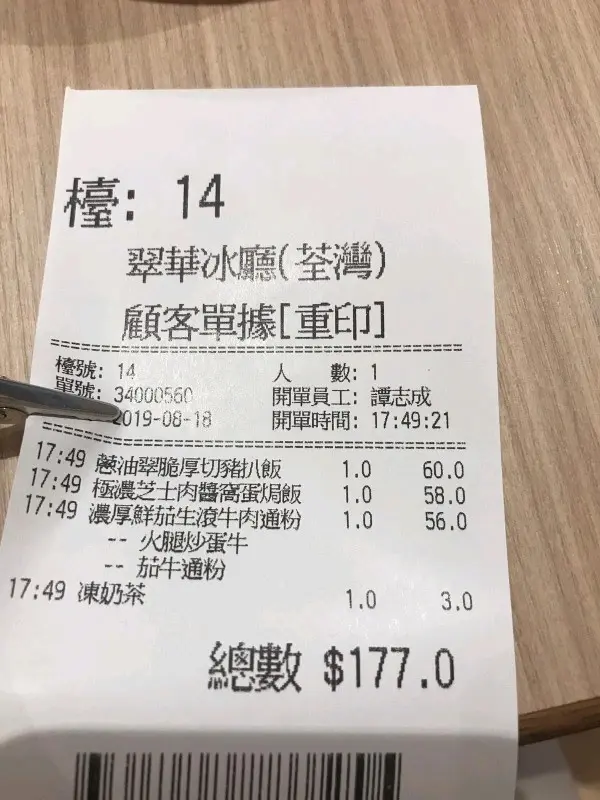 檯: 14
翠華冰廳(荃灣)
顧客單據[重印]
檯號: 14 人 數: 1
單號: 34000560 開單員工: 譚志成
2019-08-18 開單時間: 17:49:21
17:49 蔥油翠脆厚切豬扒飯 1.0 60.0
17:49 極濃芝士肉醬窩蛋焗飯 1.0 58.0
17:49 濃厚鮮茄生滾牛肉通粉 1.0 56.0
-- 火腿炒蛋牛
-- 茄牛通粉
17:49 凍奶茶 1.0 3.0
總數 $177.0